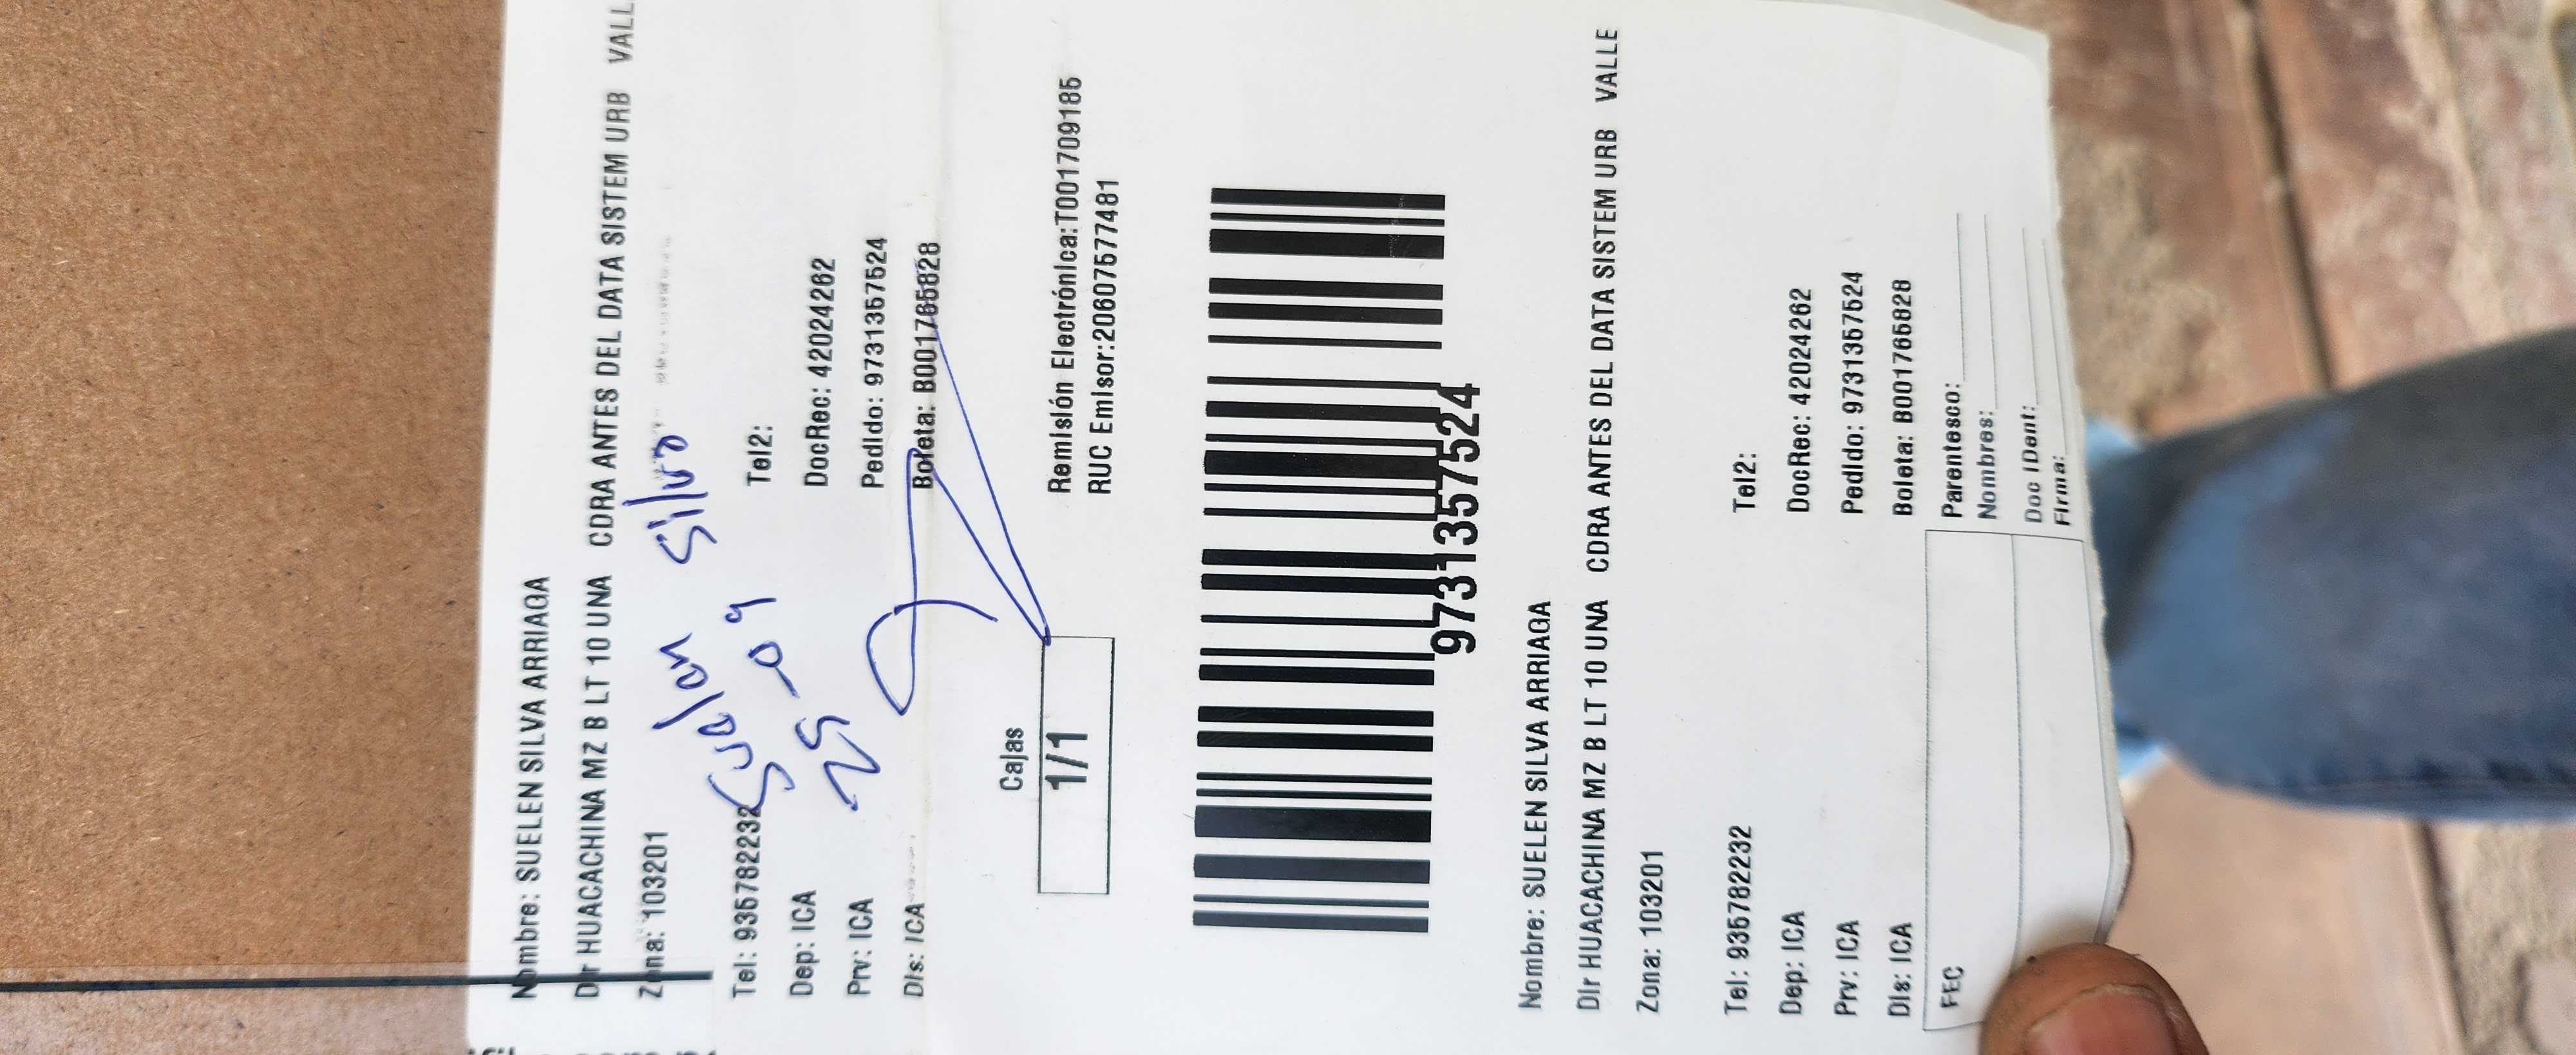 Nombre: SUELEN SILVA ARRIAGA
Dir HUACACHINA MZ B LT 10 UNA CDRA ANTES DEL DATA SISTEM URB VALL
Zona: 103201
Suelan Silva
Tel: 935782232 Tel2:
25-09
Dep: ICA DocRec: 42024262
Prv: ICA Pedido: 9731357524
Dis: ICA Boleta: B001765828
Cajas
1/1
Remisión Electrónica:T001709185
RUC Emisor:20607577481
9731357524
Nombre: SUELEN SILVA ARRIAGA
Dir HUACACHINA MZ B LT 10 UNA CDRA ANTES DEL DATA SISTEM URB VALLE
Zona: 103201
Tel: 935782232 Tel2:
Dep: ICA DocRec: 42024262
Prv: ICA Pedido: 9731357524
Dis: ICA Boleta: B001765828
FEC Parentesco:
Nombres:
Doc IDent:
Firma: